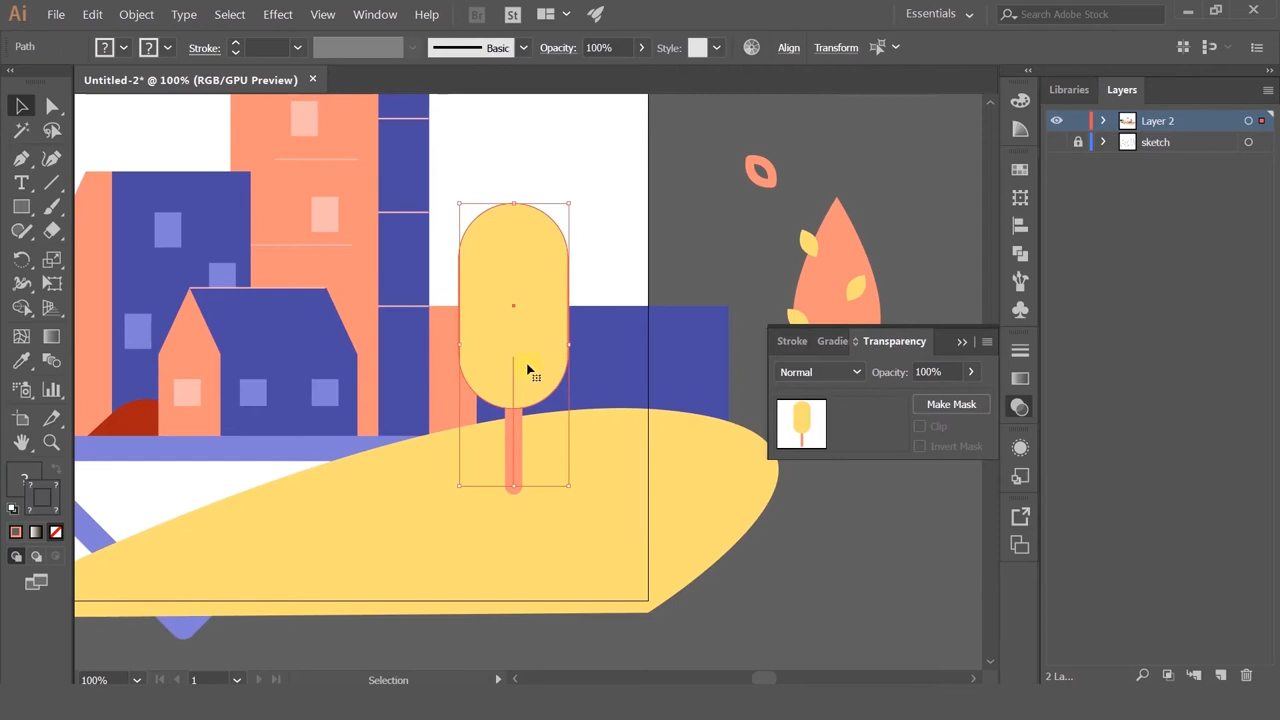 Ai File Edit Object Type Select Effect View Window Help Br St Essentials Search Adobe Stock
Path ? ? Stroke: Basic Opacity: 100% Style: Align Transform
Untitled-2* @ 100% (RGB/GPU Preview)
Libraries Layers
Layer 2
sketch
Stroke Gradie Transparency
Normal Opacity: 100%
Make Mask
Clip
Invert Mask
?
?
?
?
?
100% 1 Selection
2 La...